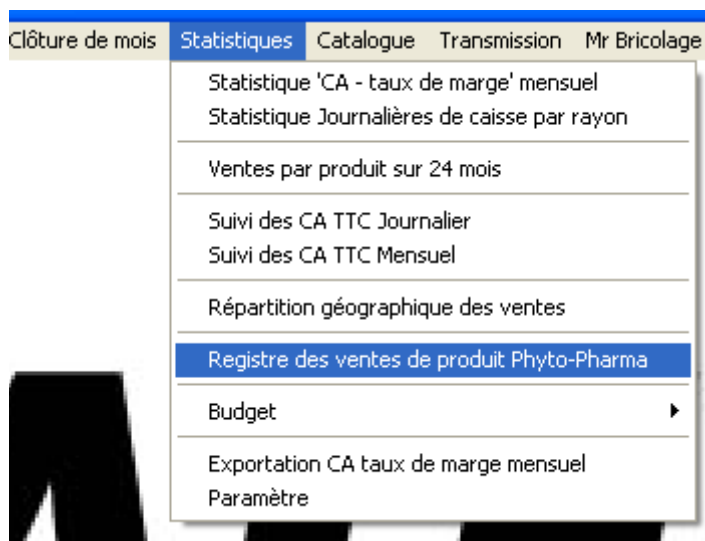 Clôture de mois Statistiques Catalogue Transmission Mr Bricolage
Statistique 'CA - taux de marge' mensuel
Statistique Journalières de caisse par rayon
Ventes par produit sur 24 mois
Suivi des CA TTC Journalier
Suivi des CA TTC Mensuel
Répartition géographique des ventes
Registre des ventes de produit Phyto-Pharma
Budget
Exportation CA taux de marge mensuel
Paramètre